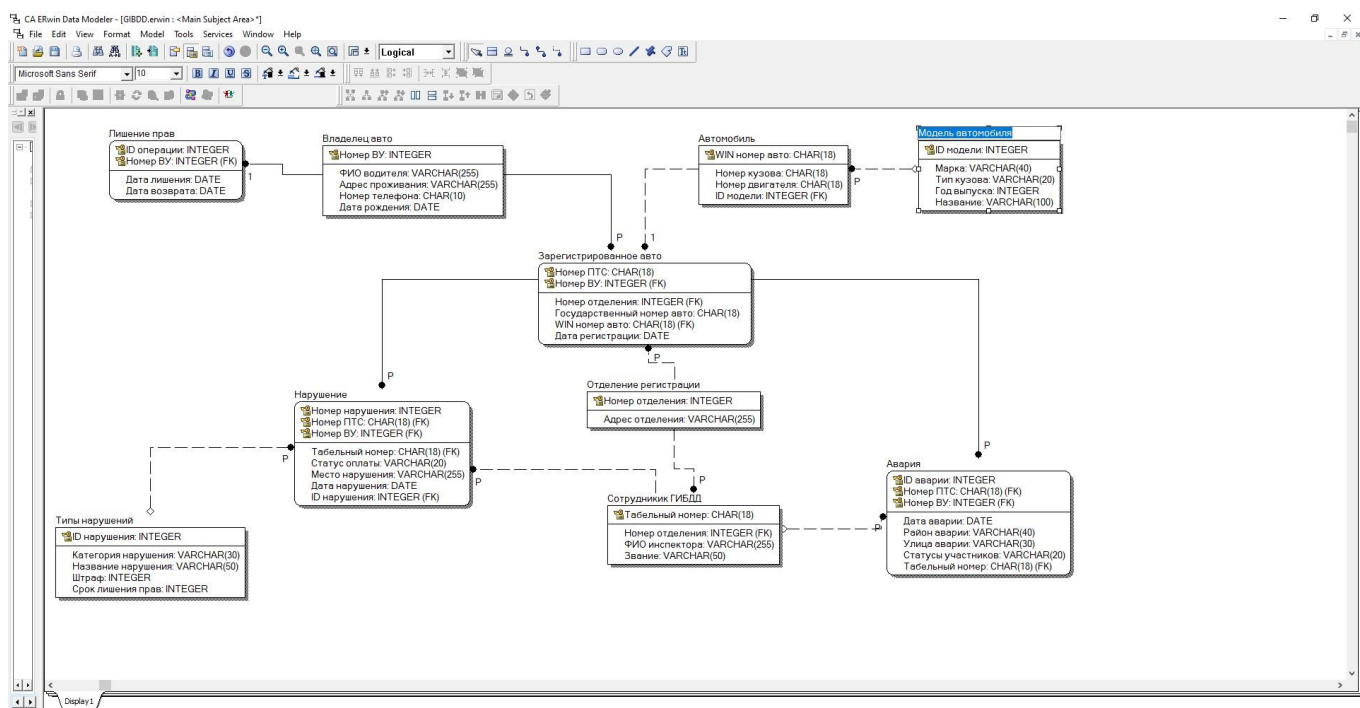 CA ERwin Data Modeler - [GIBDD.erwin : <Main Subject Area>*]
File Edit View Format Model Tools Services Window Help
Logical
Microsoft Sans Serif 10 B I U S
Лишение прав
ID операции: INTEGER
Номер ВУ: INTEGER (FK)
Дата лишения: DATE
Дата возврата: DATE
1
Владелец авто
Номер ВУ: INTEGER
ФИО водителя: VARCHAR(255)
Адрес проживания: VARCHAR(255)
Номер телефона: CHAR(10)
Дата рождения: DATE
Автомобиль
WIN номер авто: CHAR(18)
Номер кузова: CHAR(18)
Номер двигателя: CHAR(18)
ID модели: INTEGER (FK)
P
Модель автомобиля
ID модели: INTEGER
Марка: VARCHAR(40)
Тип кузова: VARCHAR(20)
Год выпуска: INTEGER
Название: VARCHAR(100)
P
1
Зарегистрированное авто
Номер ПТС: CHAR(18)
Номер ВУ: INTEGER (FK)
Номер отделения: INTEGER (FK)
Государственный номер авто: CHAR(18)
WIN номер авто: CHAR(18) (FK)
Дата регистрации: DATE
P
P
Нарушение
Номер нарушения: INTEGER
Номер ПТС: CHAR(18) (FK)
Номер ВУ: INTEGER (FK)
Табельный номер: CHAR(18) (FK)
Статус оплаты: VARCHAR(20)
Место нарушения: VARCHAR(255)
Дата нарушения: DATE
ID нарушения: INTEGER (FK)
P
P
Отделение регистрации
Номер отделения: INTEGER
Адрес отделения: VARCHAR(255)
P
P
Авария
ID аварии: INTEGER
Номер ПТС: CHAR(18) (FK)
Номер ВУ: INTEGER (FK)
Дата аварии: DATE
Район аварии: VARCHAR(40)
Улица аварии: VARCHAR(30)
Статусы участников: VARCHAR(20)
Табельный номер: CHAR(18) (FK)
P
Сотрудникик ГИБДД
Табельный номер: CHAR(18)
Номер отделения: INTEGER (FK)
ФИО инспектора: VARCHAR(255)
Звание: VARCHAR(50)
Типы нарушений
ID нарушения: INTEGER
Категория нарушения: VARCHAR(30)
Название нарушения: VARCHAR(50)
Штраф: INTEGER
Срок лишения прав: INTEGER
Display1